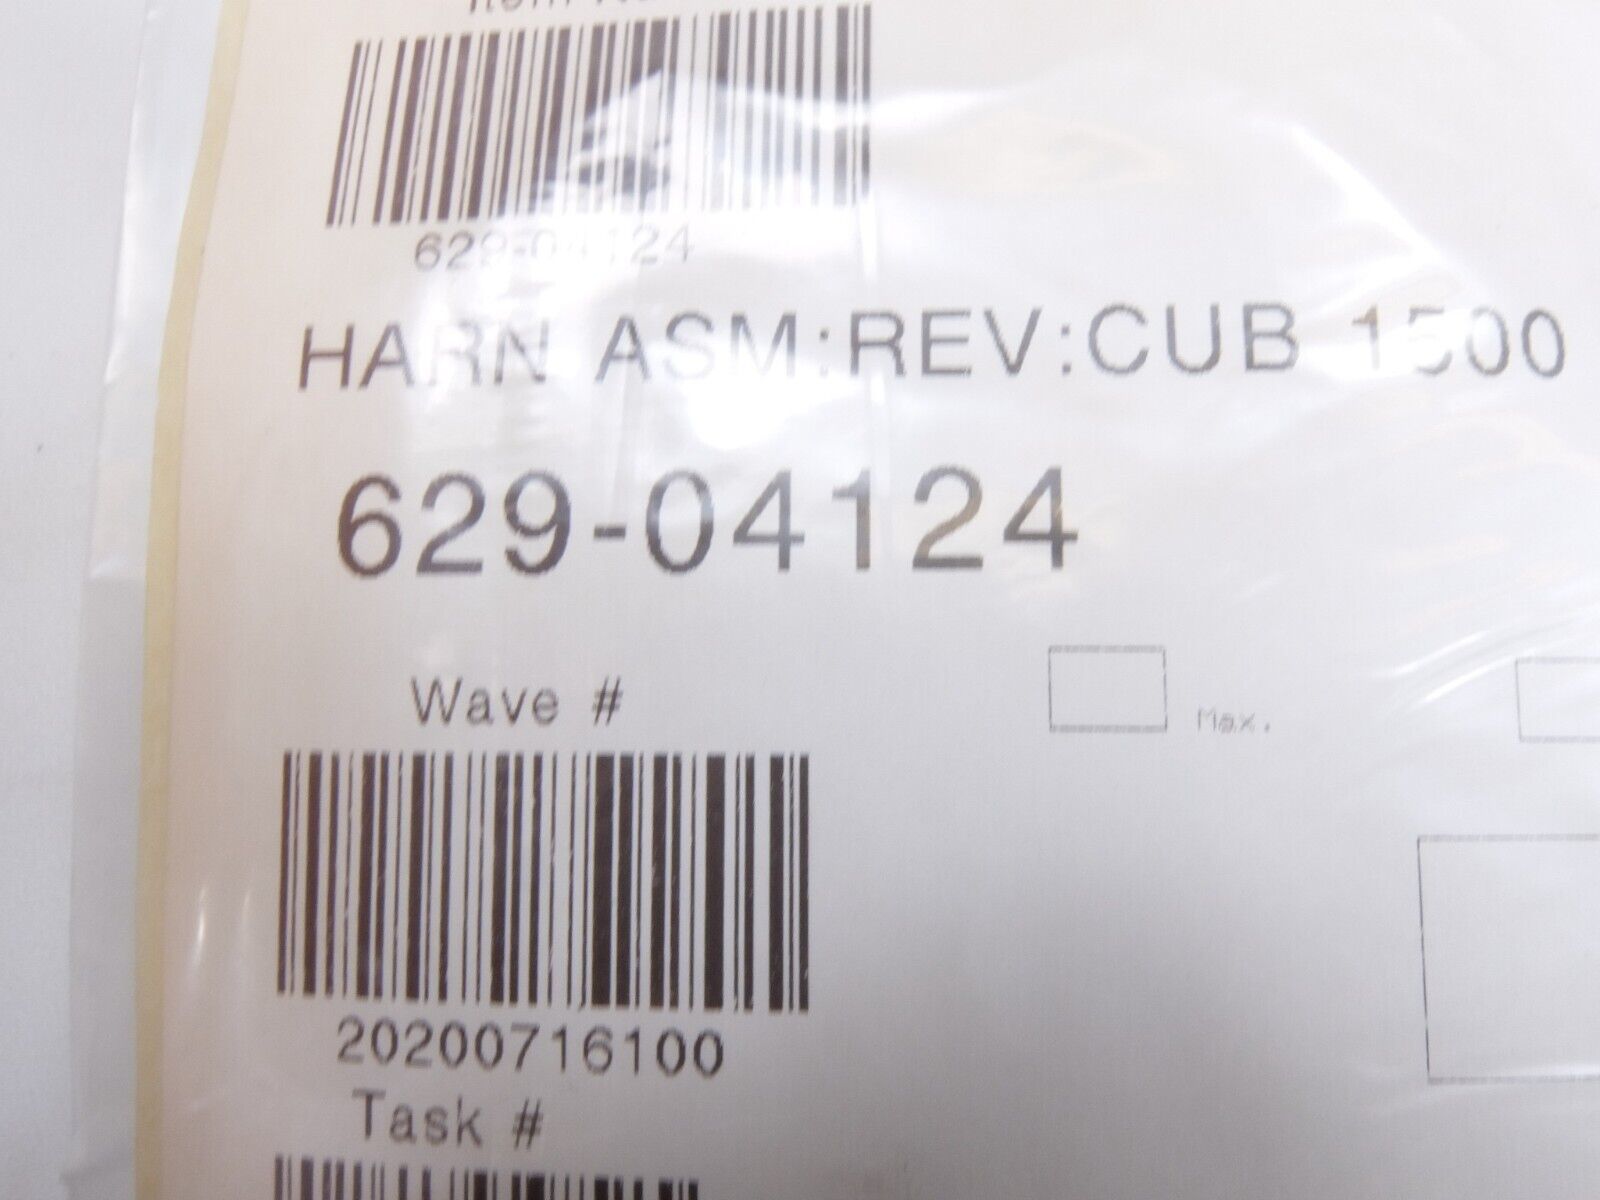 629-04124
HARN ASM:REV:CUB 1500
629-04124
Wave #
Max.
20200716100
Task #